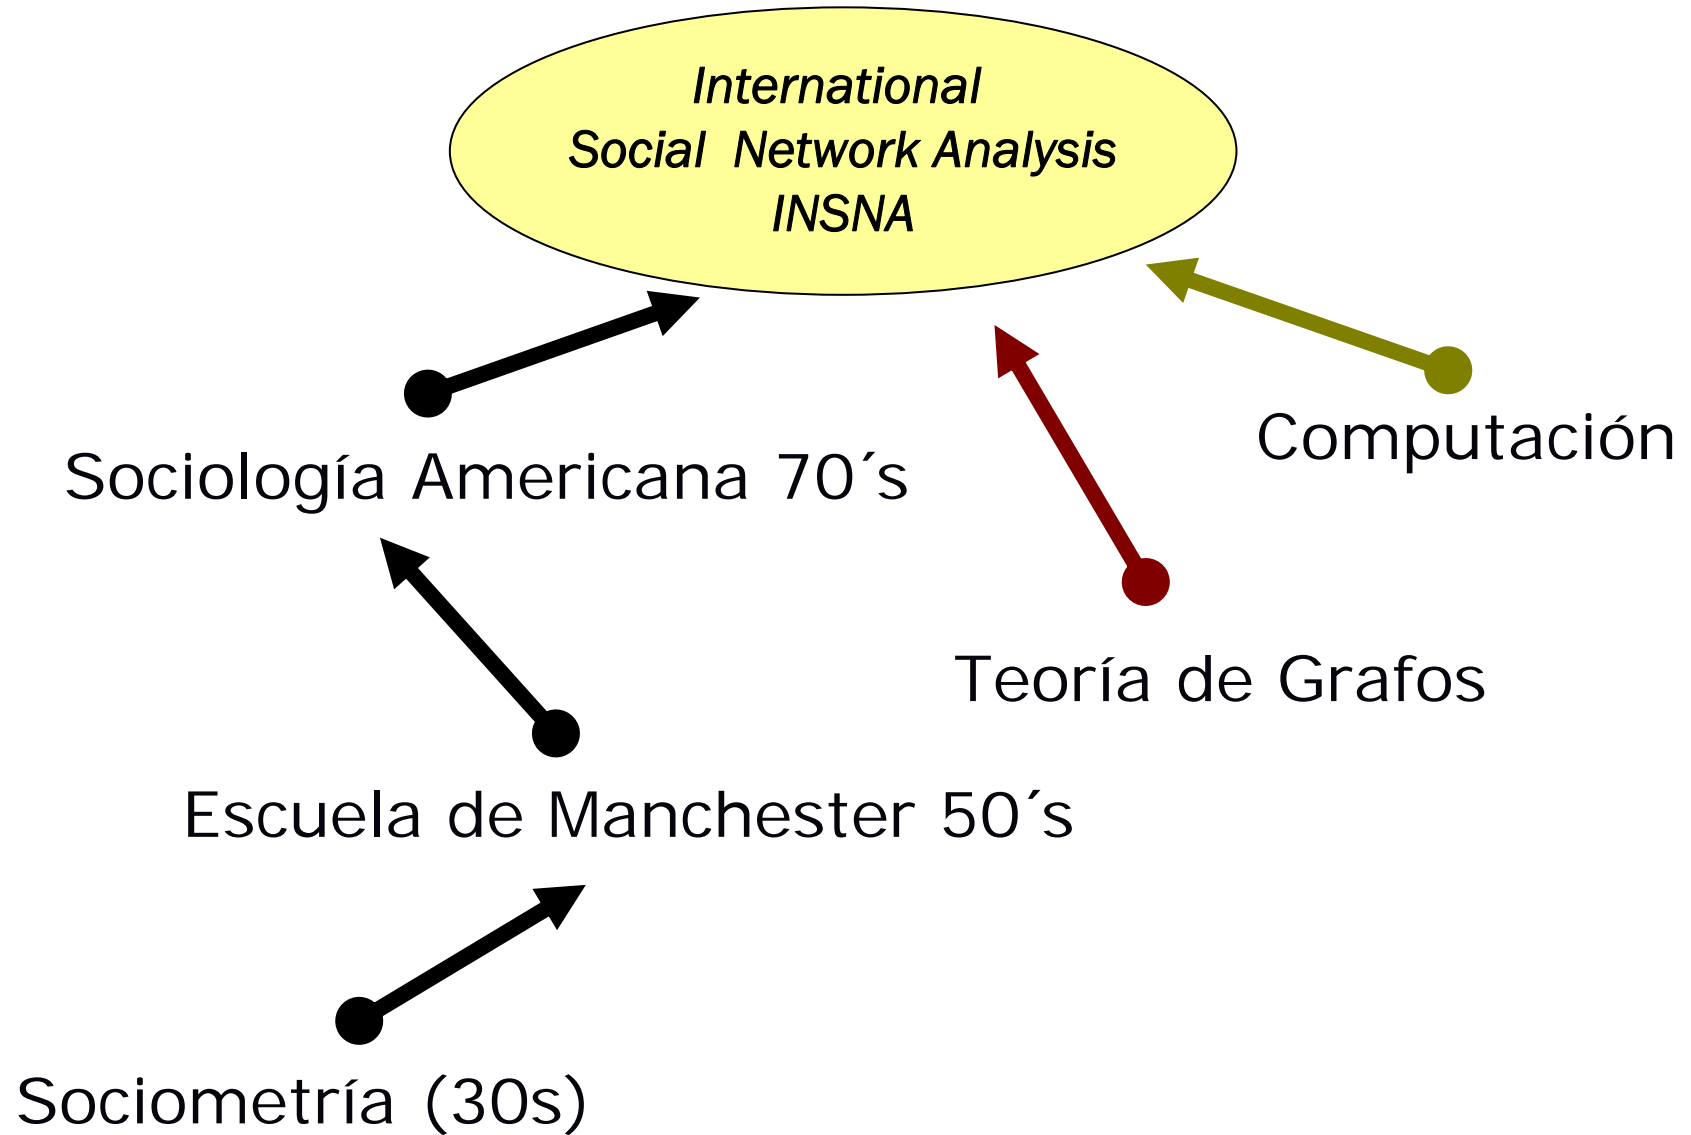 International
Social Network Analysis
INSNA
Computación
Sociología Americana 70´s
Teoría de Grafos
Escuela de Manchester 50´s
Sociometría (30s)